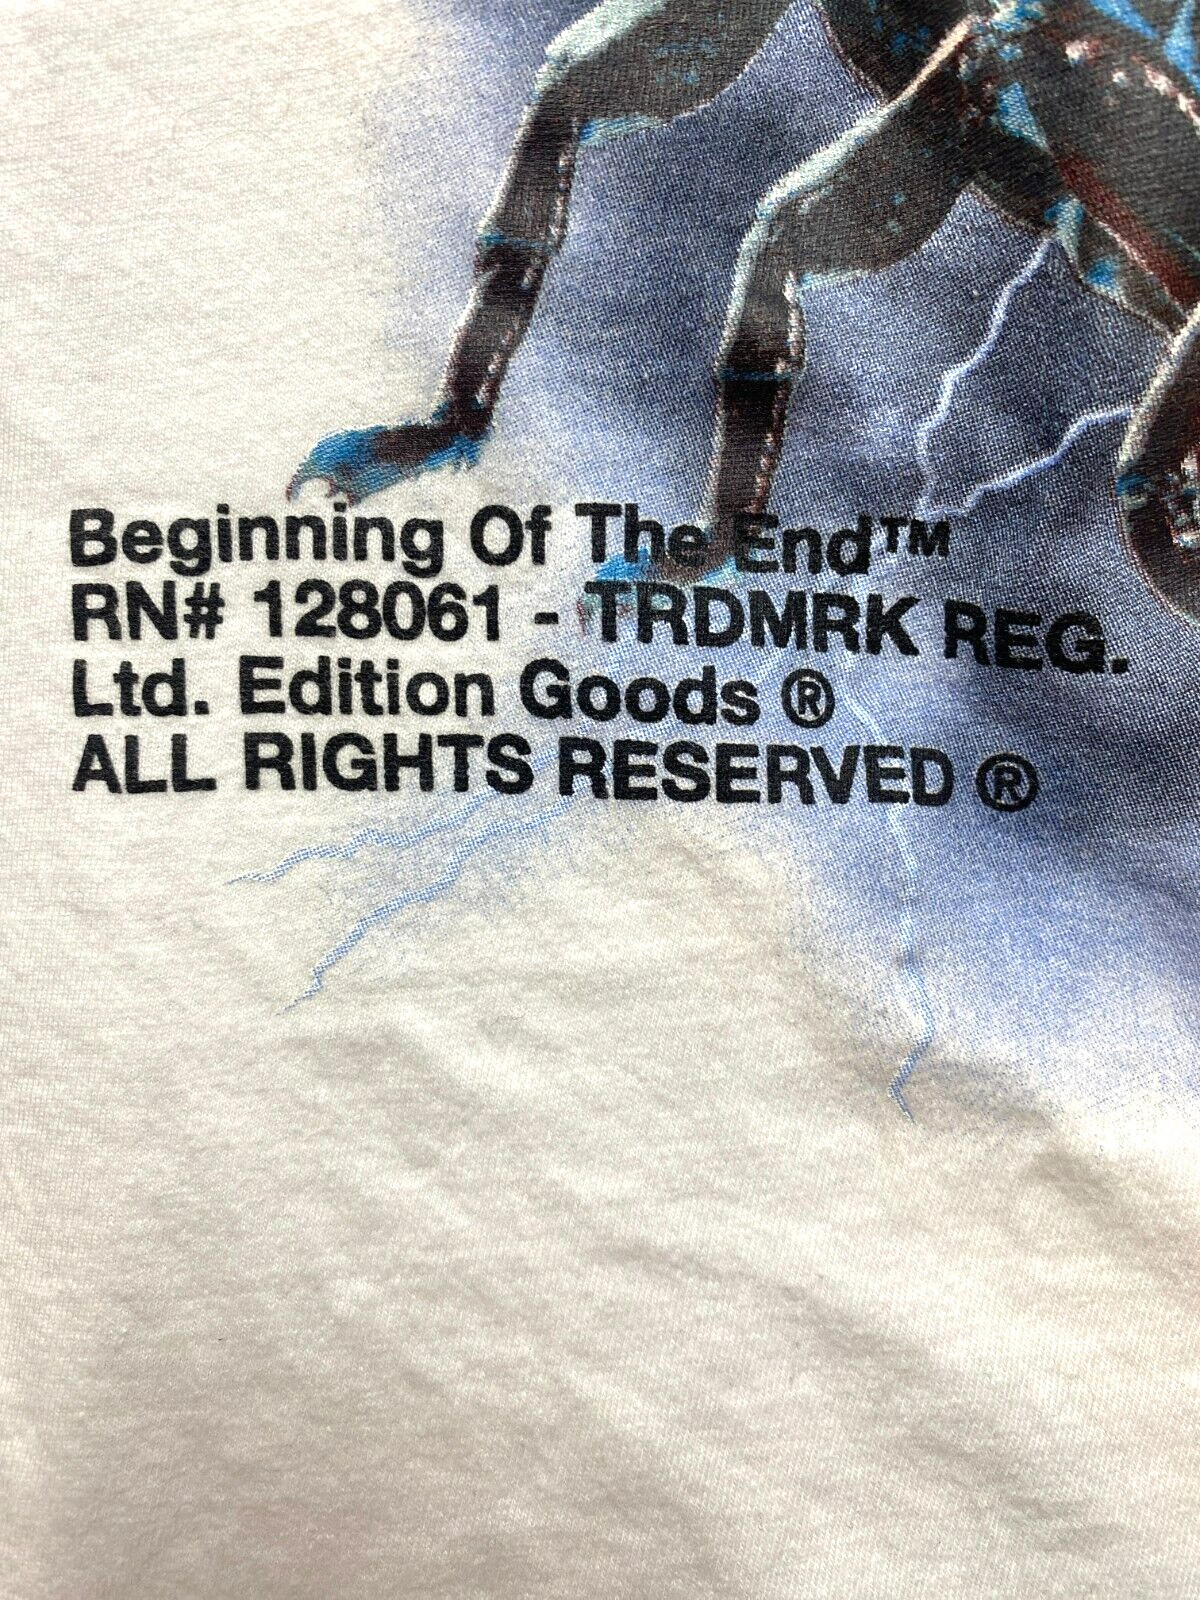 Beginning Of The End™
RN# 128061 - TRDMRK REG.
Ltd. Edition Goods ®
ALL RIGHTS RESERVED ®